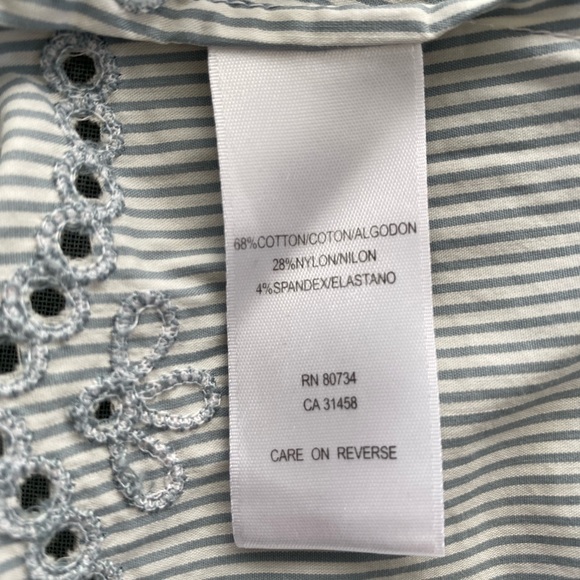 68%COTTON/COTON/ALGODON
28%NYLON/NILON
4%SPANDEX/ELASTANO
RN 80734
CA 31458
CARE ON REVERSE